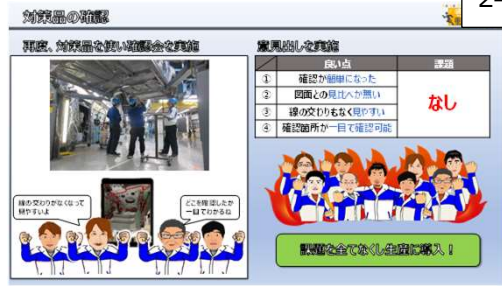 対策品の確認
2-
再度、対策品を使い確認会を実施
意見出しを実施
良い点
課題
① 確認が簡単になった
② 図面との見比べが無い
③ 線の交わりもなく見やすい
④ 確認箇所が一目で確認可能
なし
線の交わりがなくなって
見やすいよ
どこを確認したか
一目でわかるね
課題を全てなくし生産に導入！